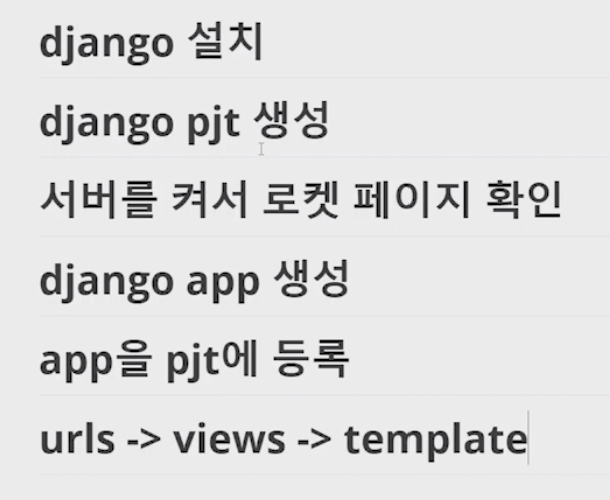 django 설치
django pjt 생성
서버를 켜서 로켓 페이지 확인
django app 생성
app을 pjt에 등록
urls -> views -> template